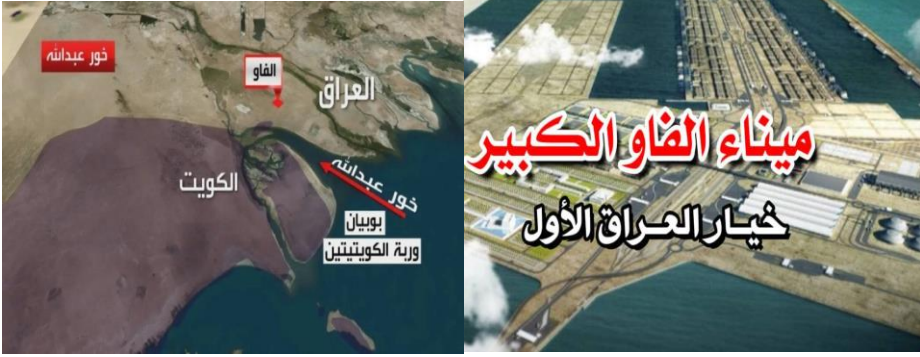 خور عبدالله
الفاو
العراق
الكويت
خور عبدالله
بوبيان
وربة الكويتيتين
ميناء الفاو الكبير
خيار العراق الأول